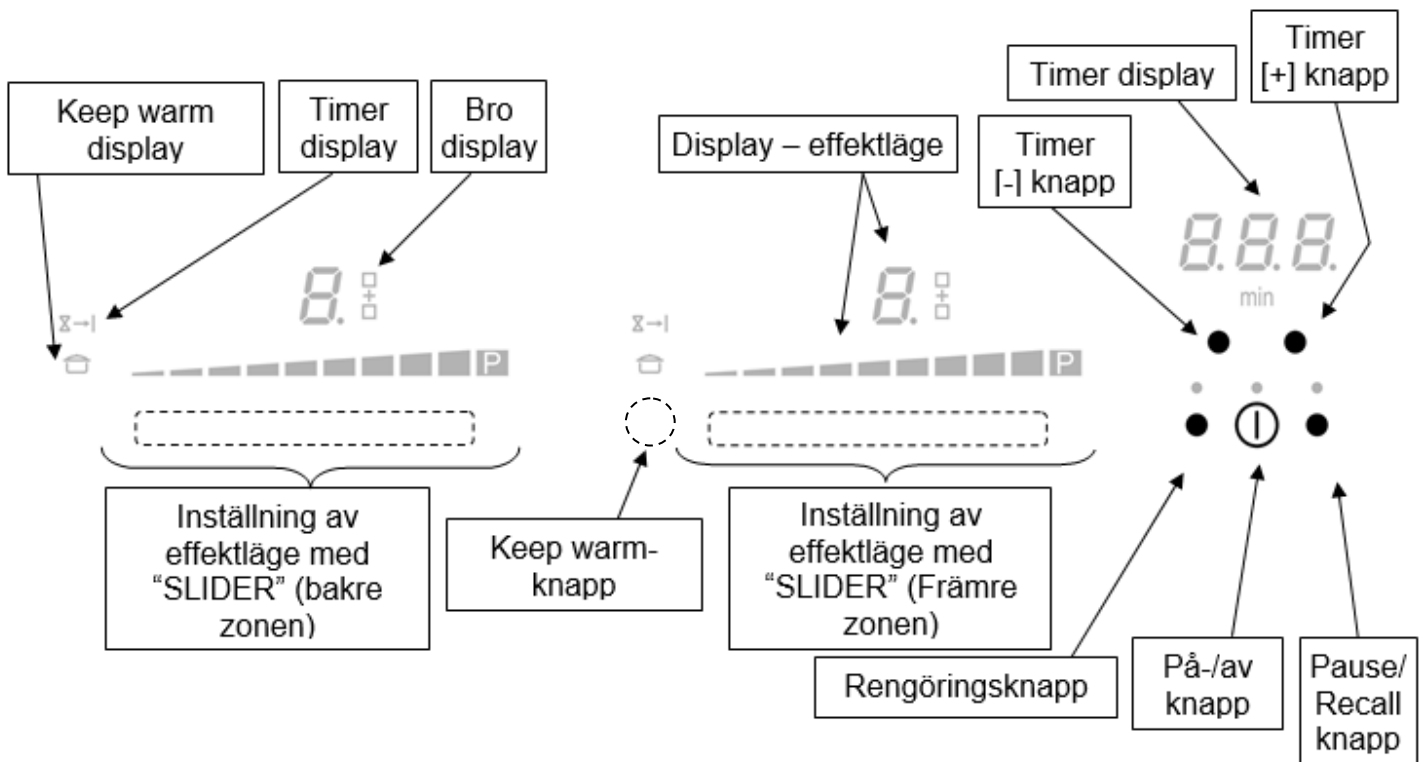 Timer
[+] knapp
Timer display
Keep warm
display
Timer
display
Bro
display
Display – effektläge
Timer
[-] knapp
8.8.8.
min
8.
8.
P
P
Inställning av
effektläge med
“SLIDER” (bakre
zonen)
Keep warm-
knapp
Inställning av
effektläge med
“SLIDER” (Främre
zonen)
Rengöringsknapp
På-/av
knapp
Pause/
Recall
knapp